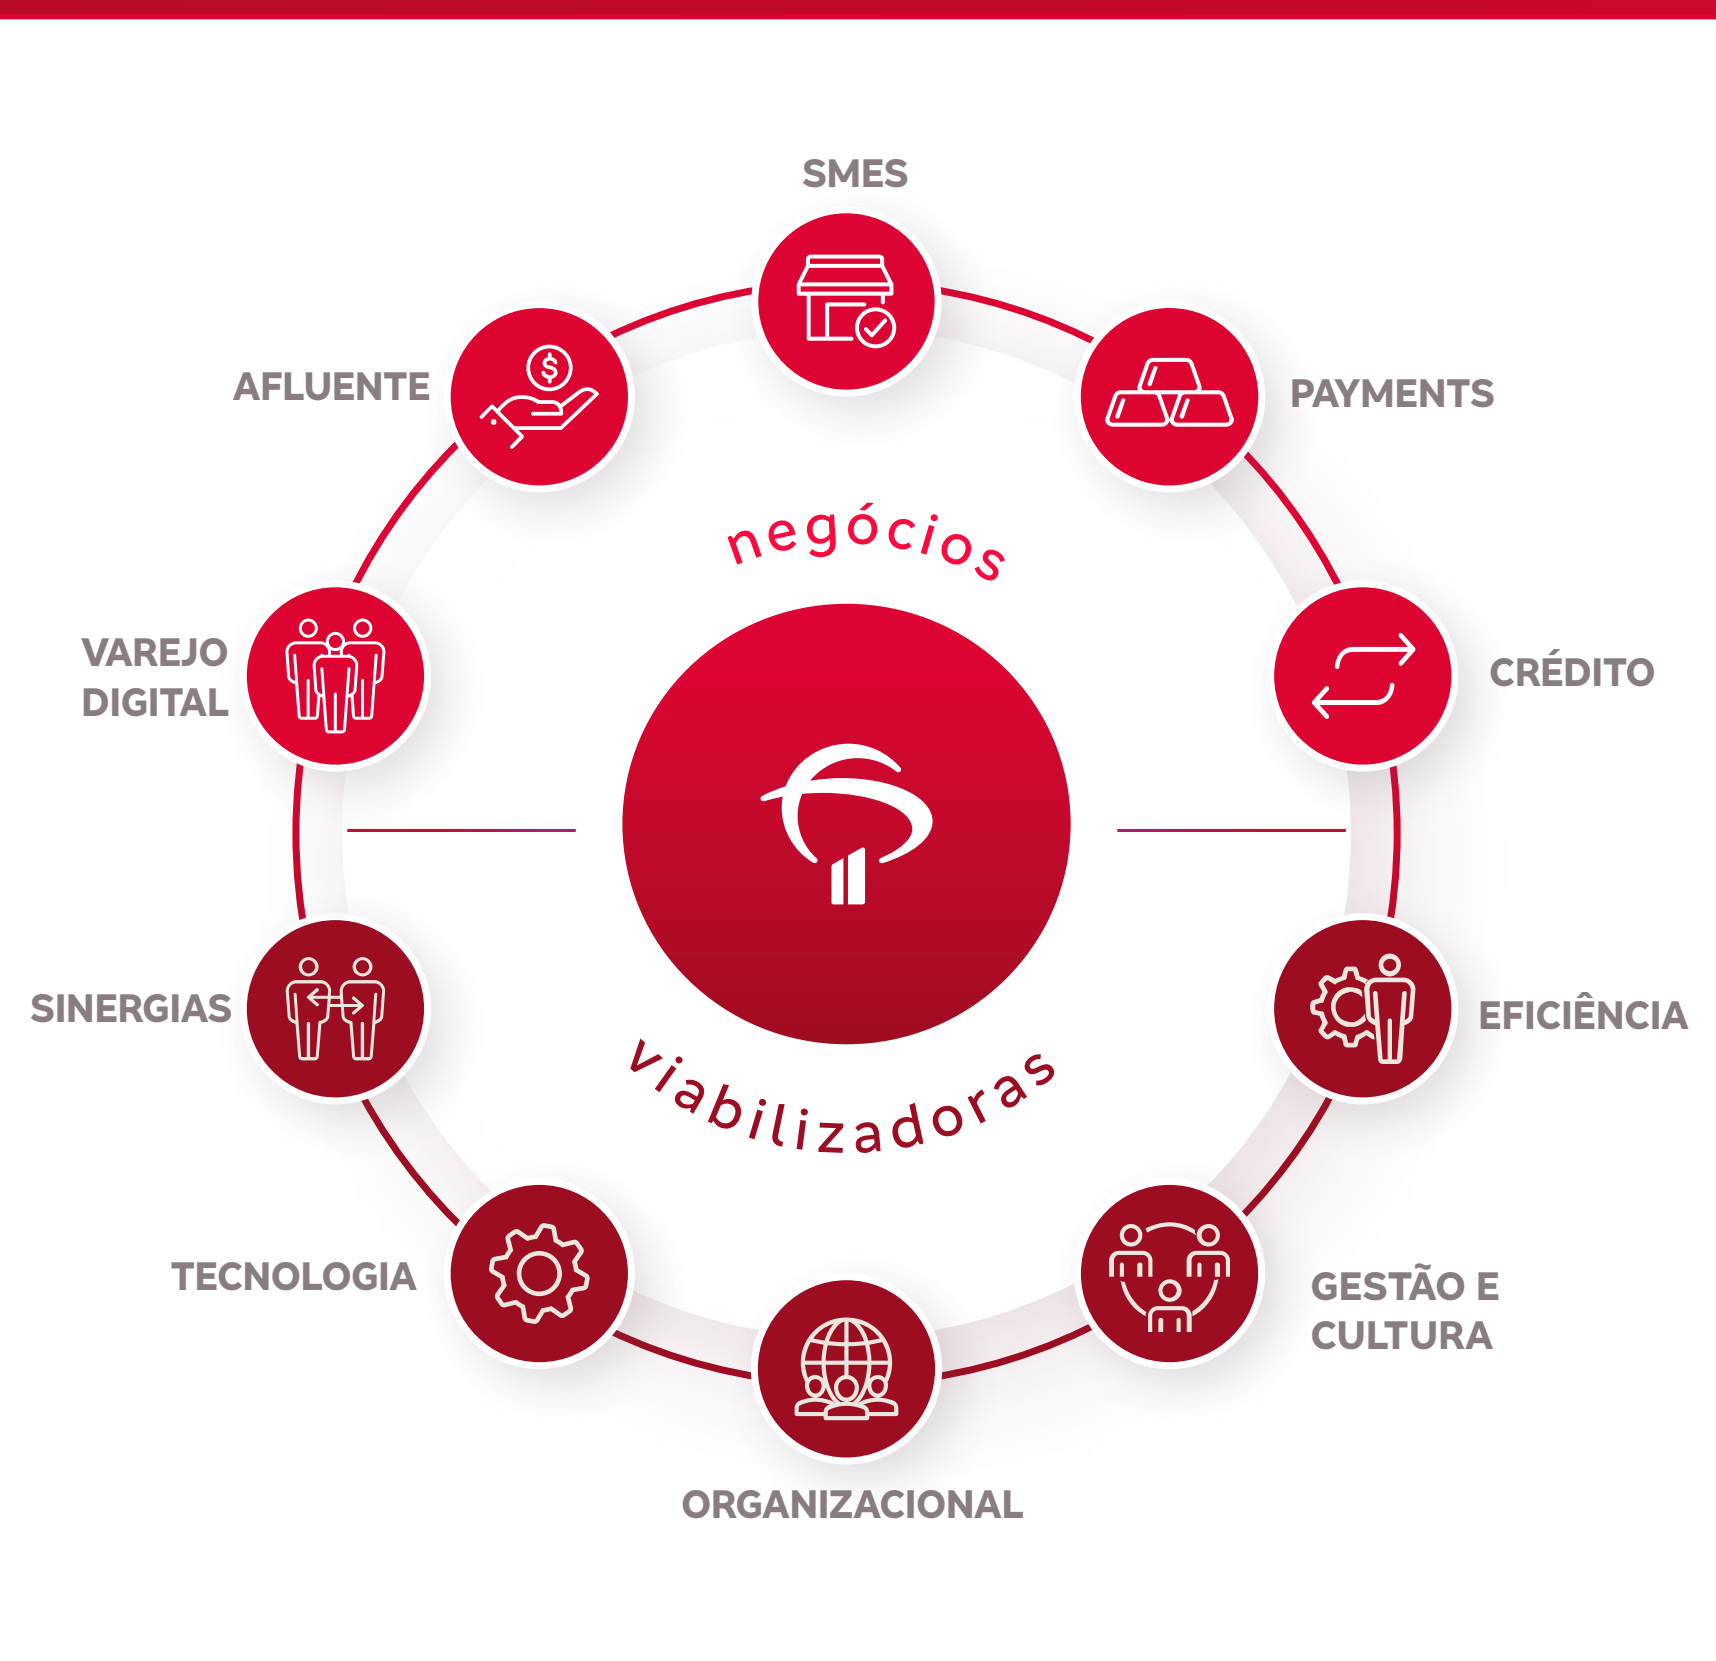 SMES
AFLUENTE
PAYMENTS
negócios
VAREJO
DIGITAL
CRÉDITO
SINERGIAS
EFICIÊNCIA
viabilizadoras
TECNOLOGIA
GESTÃO E
CULTURA
ORGANIZACIONAL